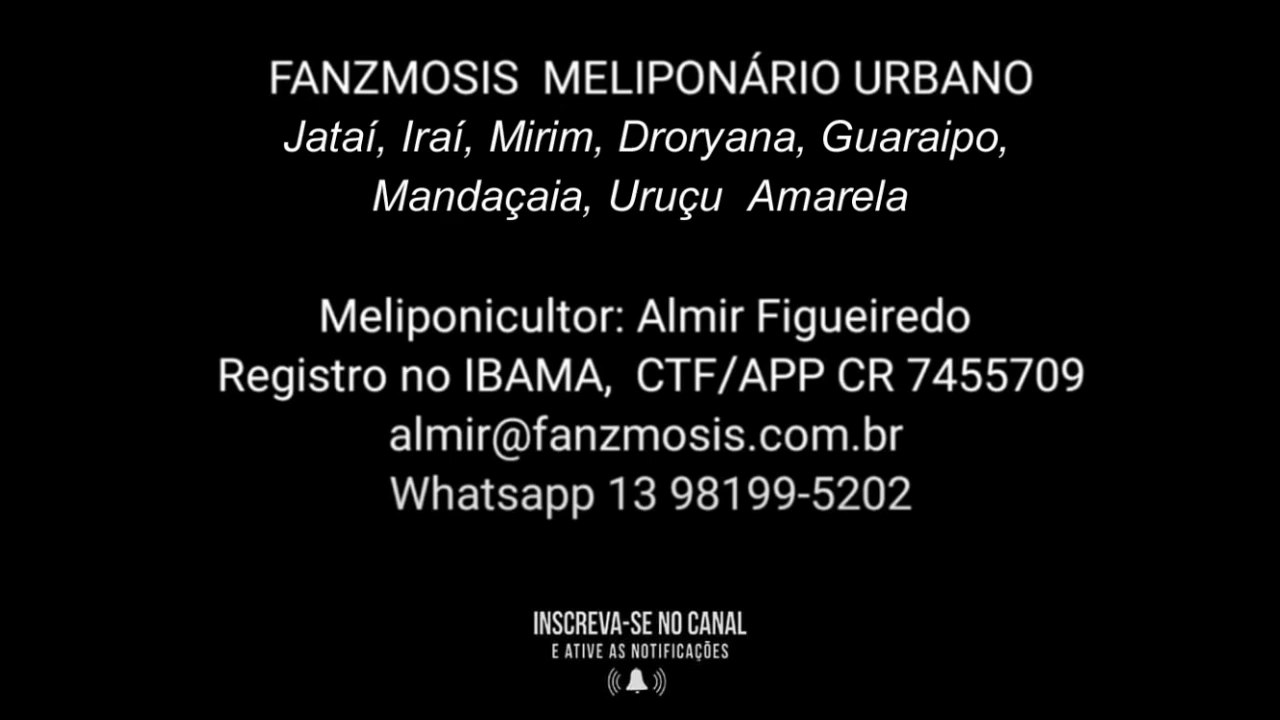 FANZMOSIS MELIPONÁRIO URBANO
Jataí, Iraí, Mirim, Droryana, Guaraipo,
Mandaçaia, Uruçu Amarela
Meliponicultor: Almir Figueiredo
Registro no IBAMA, CTF/APP CR 7455709
almir@fanzmosis.com.br
Whatsapp 13 98199-5202
INSCREVA-SE NO CANAL
E ATIVE AS NOTIFICAÇÕES